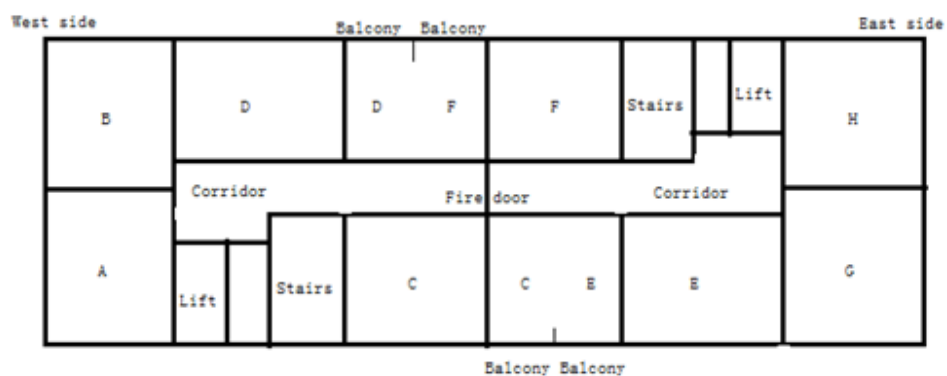 West side
Balcony Balcony
East side
B
D
D F
F
Stairs
Lift
H
Corridor
Fire door
Corridor
A
Lift
Stairs
C
C E
E
G
Balcony Balcony